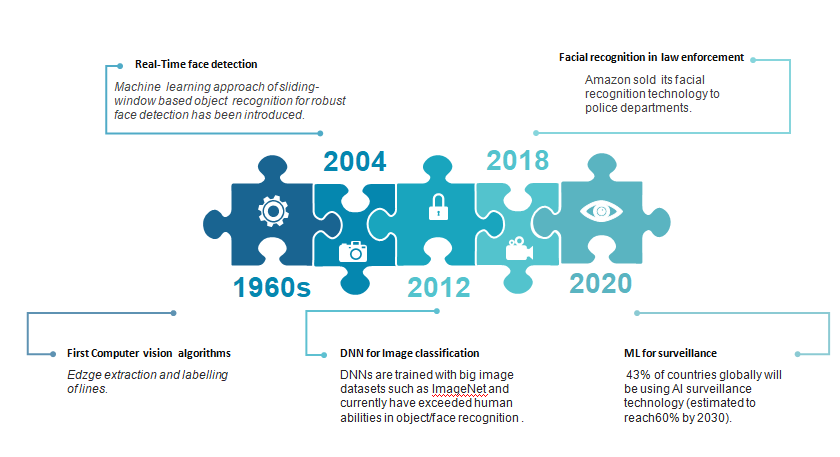 Real-Time face detection
Machine learning approach of sliding-
window based object recognition for robust
face detection has been introduced.
Facial recognition in law enforcement
Amazon sold its facial
recognition technology to
police departments.
2004
2018
1960s
2012
2020
First Computer vision algorithms
Edzge extraction and labelling
of lines.
DNN for Image classification
DNNs are trained with big image
datasets such as ImageNet and
currently have exceeded human
abilities in object/face recognition .
ML for surveillance
43% of countries globally will
be using AI surveillance
technology (estimated to
reach60% by 2030).